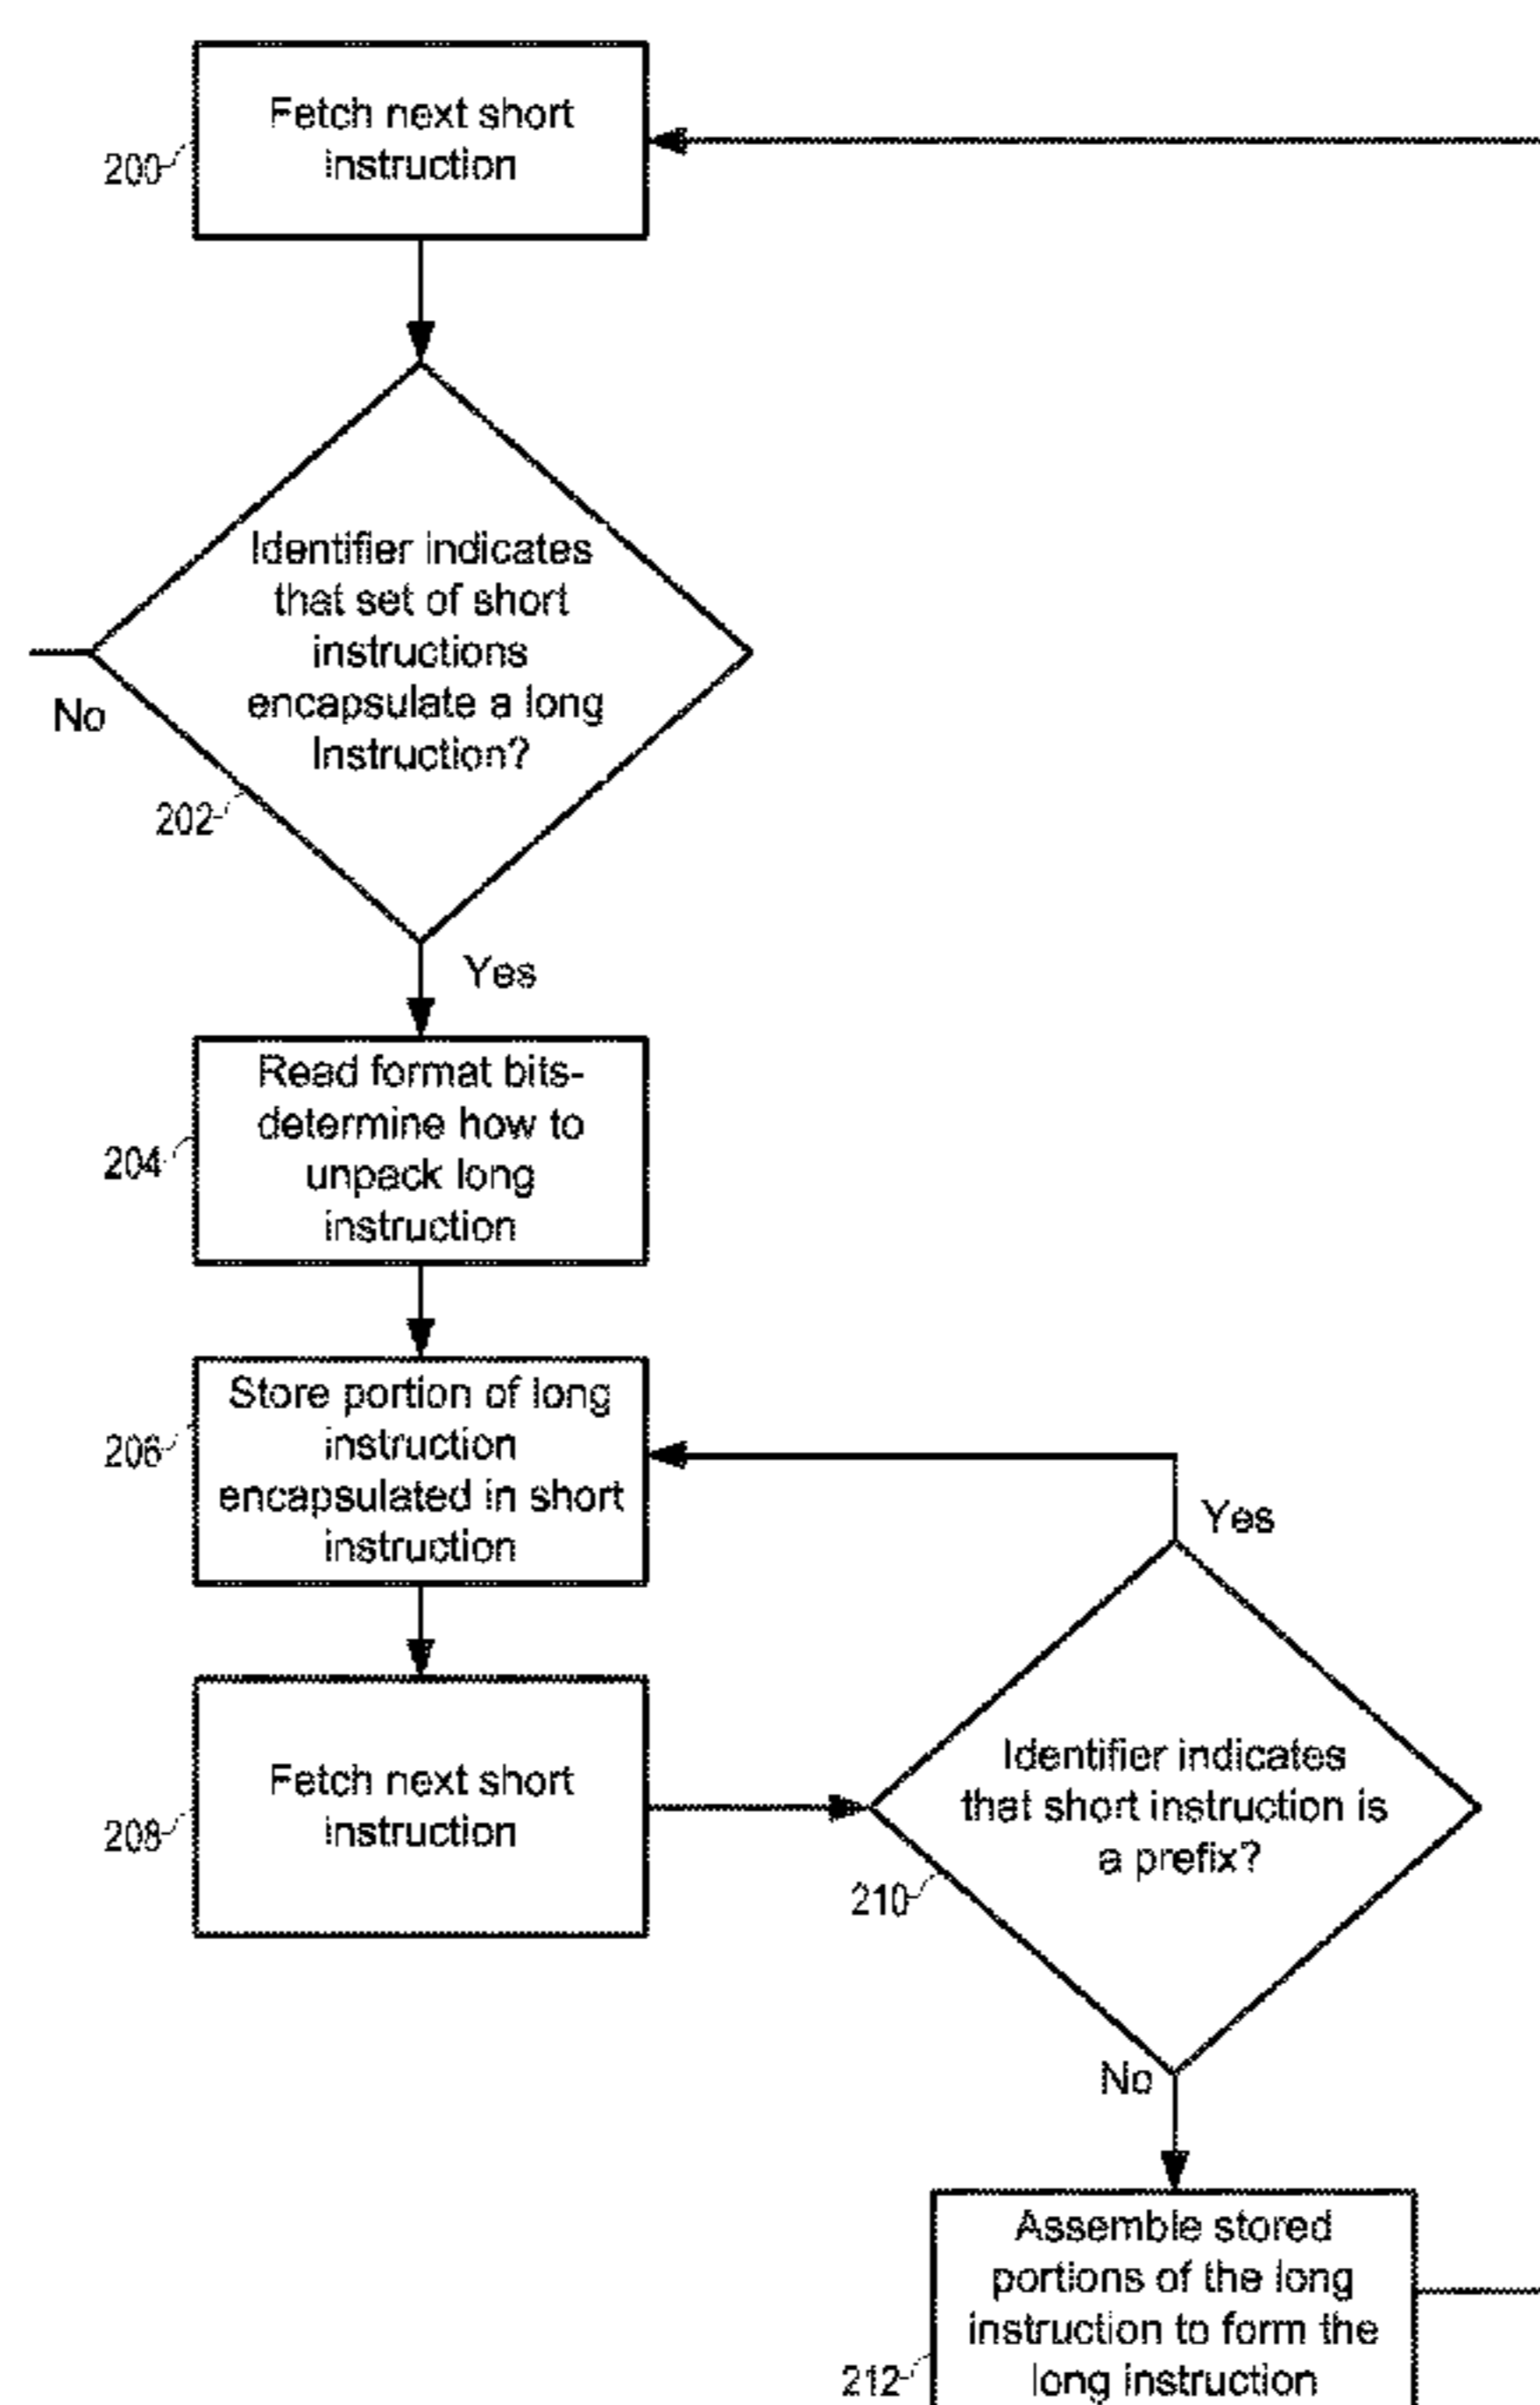 Fetch next short
instruction
200
Identifier indicates
that set of short
instructions
encapsulate a long
Instruction?
No
202
Yes
Read format bits-
determine how to
unpack long
instruction
204
Store portion of long
instruction
encapsulated in short
instruction
206
Yes
Fetch next short
instruction
208
Identifier indicates
that short instruction is
a prefix?
210
No
Assemble stored
portions of the long
instruction to form the
long instruction
212